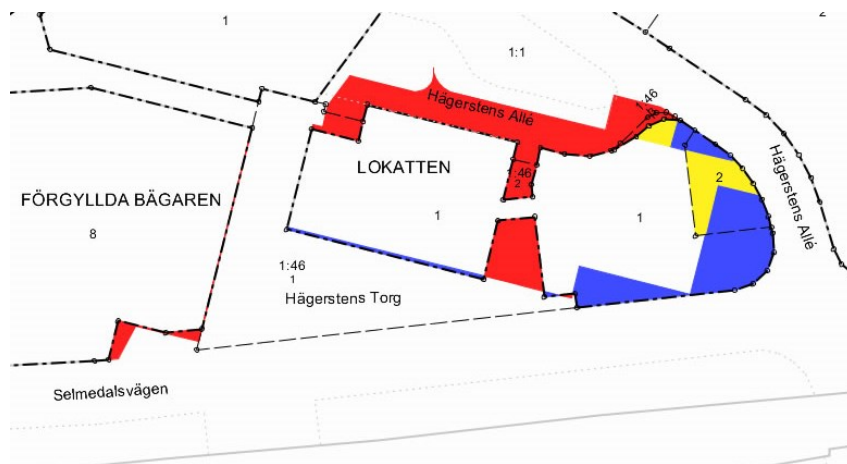 1
2
1:1
1:46
2
Hägerstens Allé
LOKATTEN
1:46
2
2
FÖRGYLLDA BÄGAREN
8
1
1
Hägerstens Allé
1:46
1
Hägerstens Torg
Selmedalsvägen